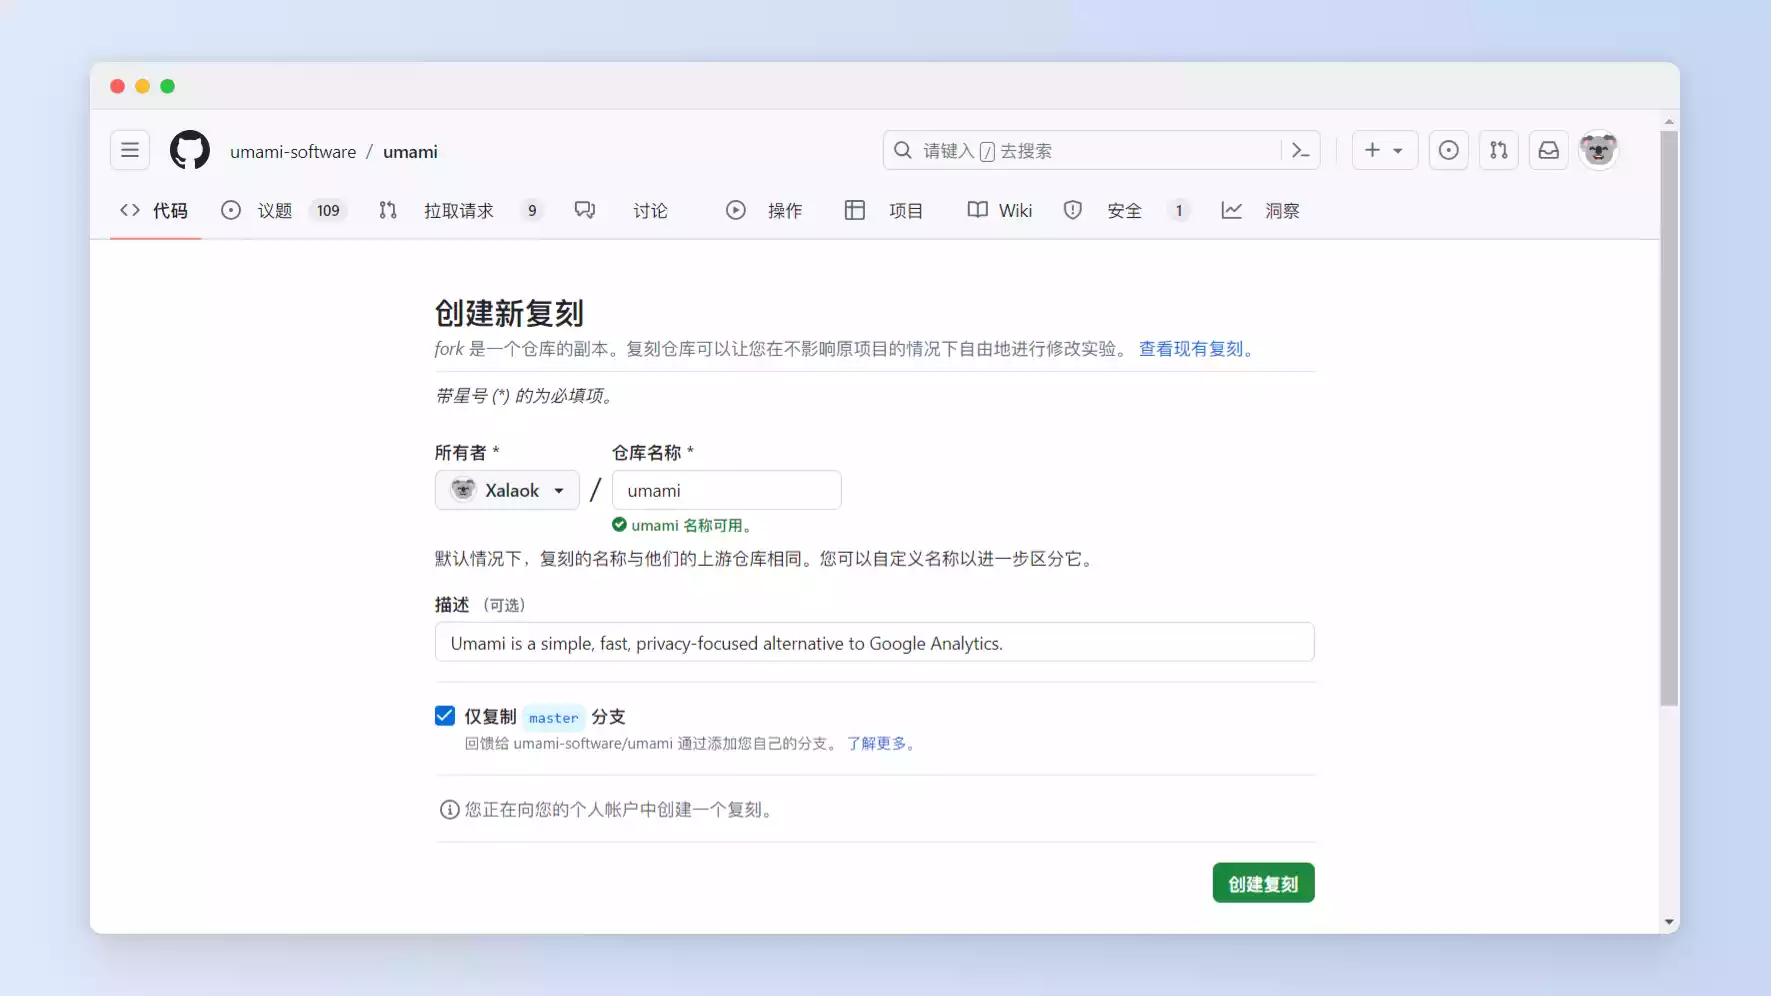 umami-software / umami
请键入 / 去搜索
代码 议题 109 拉取请求 9 讨论 操作 项目 Wiki 安全 1 洞察
创建新复刻
fork 是一个仓库的副本。复刻仓库可以让您在不影响原项目的情况下自由地进行修改实验。 查看现有复刻。
带星号 (*) 的为必填项。
所有者 * 仓库名称 *
Xalaok / umami
umami 名称可用。
默认情况下，复刻的名称与他们的上游仓库相同。您可以自定义名称以进一步区分它。
描述 （可选）
Umami is a simple, fast, privacy-focused alternative to Google Analytics.
仅复制 master 分支
回馈给 umami-software/umami 通过添加您自己的分支。 了解更多。
您正在向您的个人帐户中创建一个复刻。
创建复刻